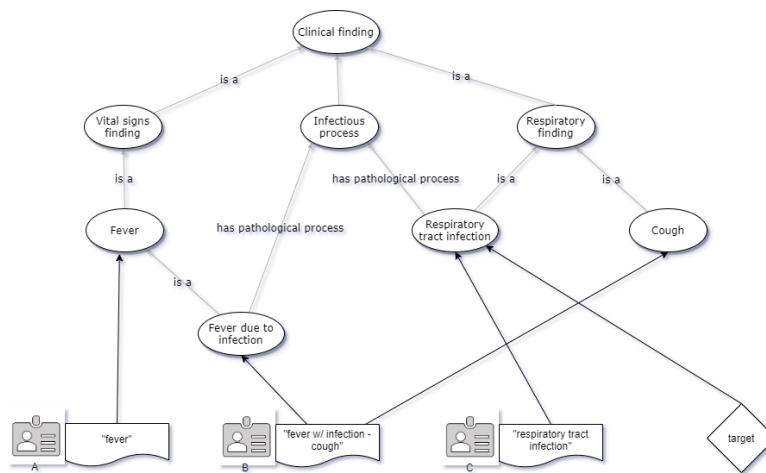 Clinical finding
is a
Vital signs
finding
Infectious
process
Respiratory
finding
is a
has pathological process
is a
is a
Fever
has pathological process
Respiratory
tract infection
Cough
is a
Fever due to
infection
"fever"
"fever w/ infection -
cough"
"respiratory tract
infection"
target
A
B
C
is a